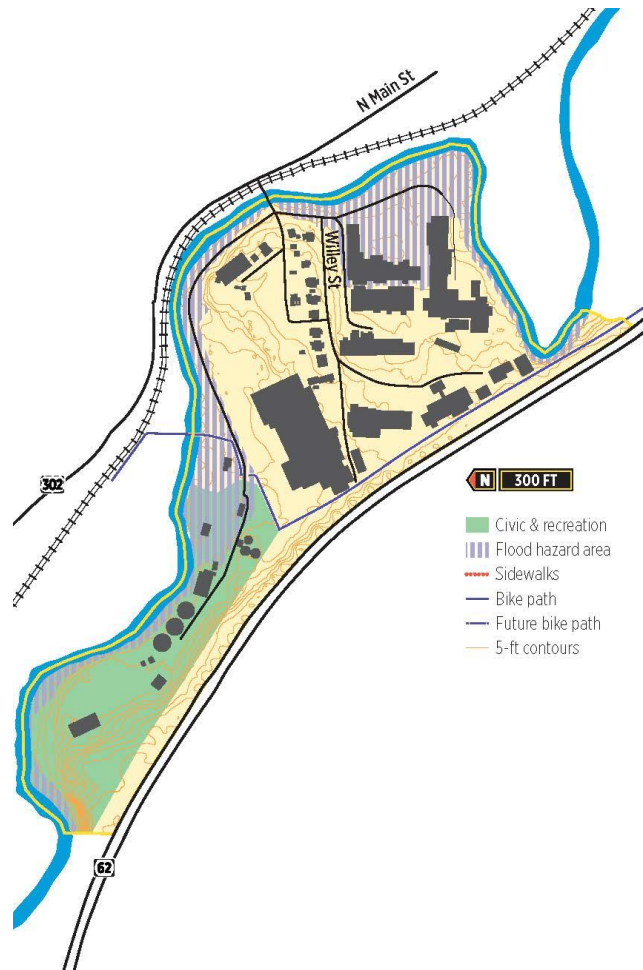 N Main St
Willey St
302
N 300 FT
Civic & recreation
Flood hazard area
Sidewalks
Bike path
Future bike path
5-ft contours
62